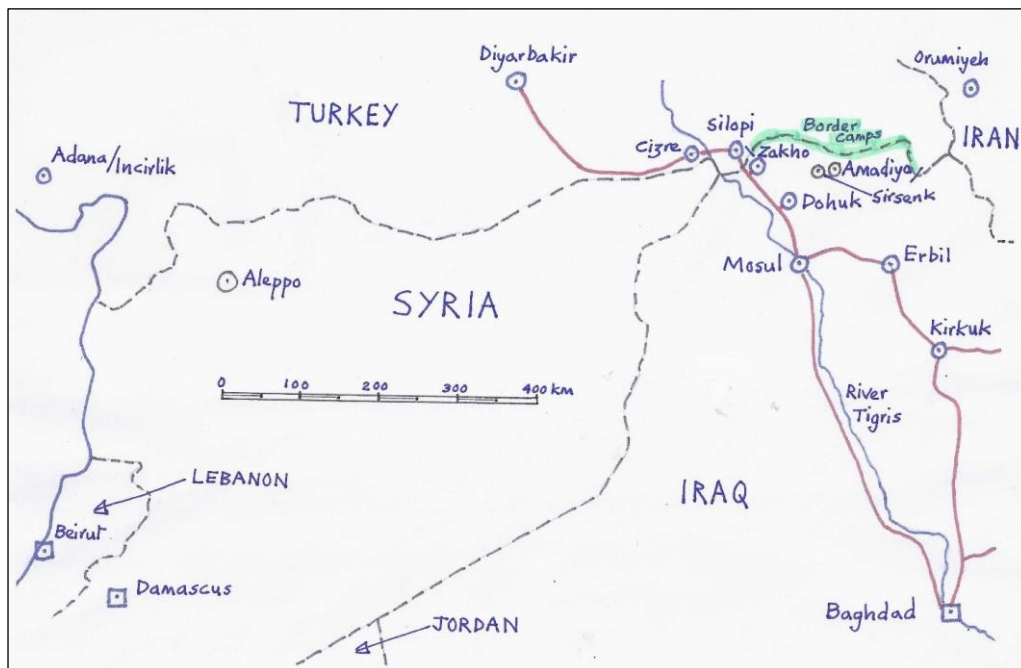 Diyarbakir
Orumiyeh
TURKEY
Silopi
Border
camps
IRAN
Cizre
Zakho
Adana/Incirlik
Amadiya
Sirsenk
Dohuk
Mosul
Erbil
Aleppo
SYRIA
Kirkuk
0 100 200 300 400 km
River
Tigris
LEBANON
IRAQ
Beirut
Damascus
Baghdad
JORDAN